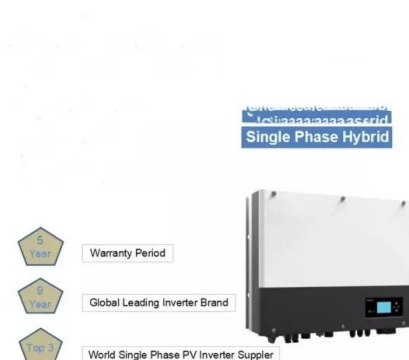 Single Phase Hybrid
5
Year
Warranty Period
9
Year
Global Leading Inverter Brand
Top 3
World Single Phase PV Inverter Suppler